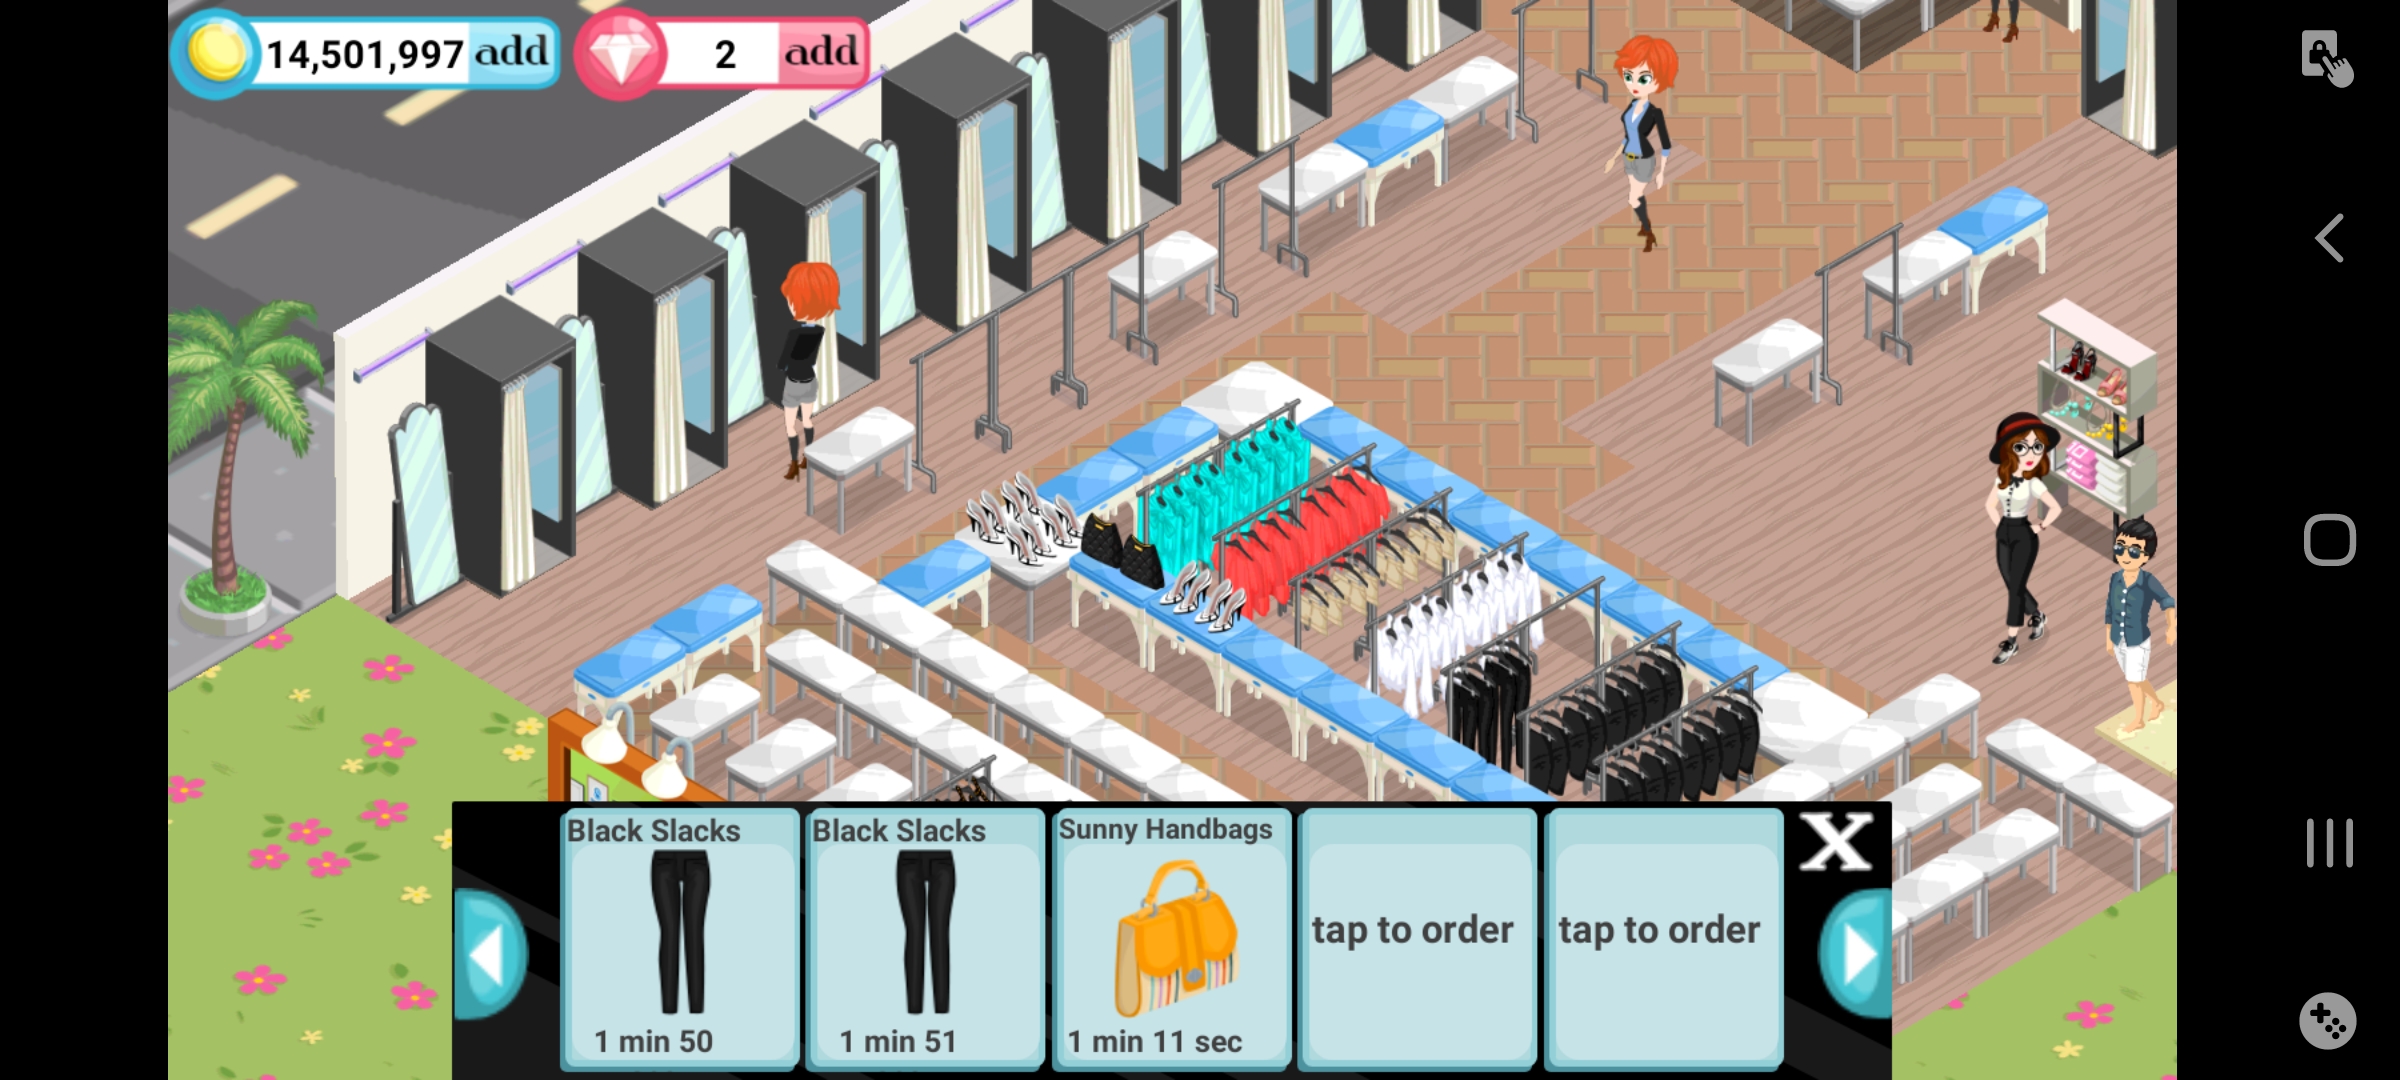 14,501,997 add
2 add
Black Slacks
1 min 50
Black Slacks
1 min 51
Sunny Handbags
1 min 11 sec
tap to order
tap to order
X